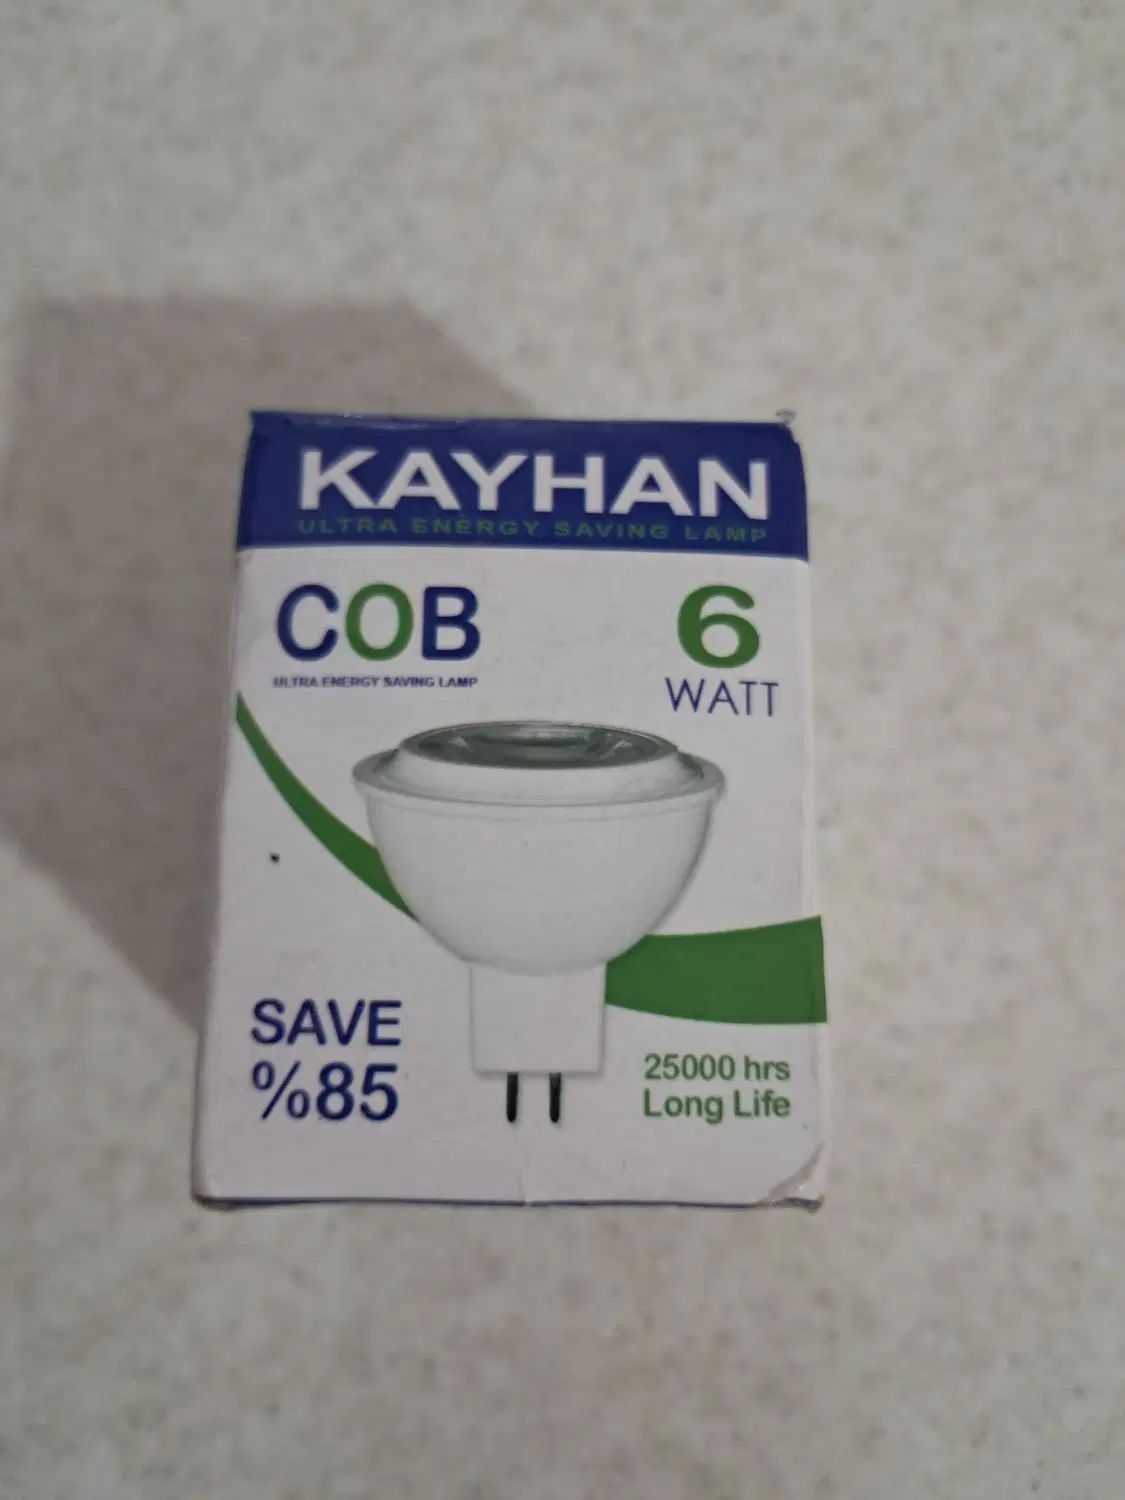 KAYHAN
ULTRA ENERGY SAVING LAMP
COB
ULTRA ENERGY SAVING LAMP
6
WATT
SAVE
%85
25000 hrs
Long Life